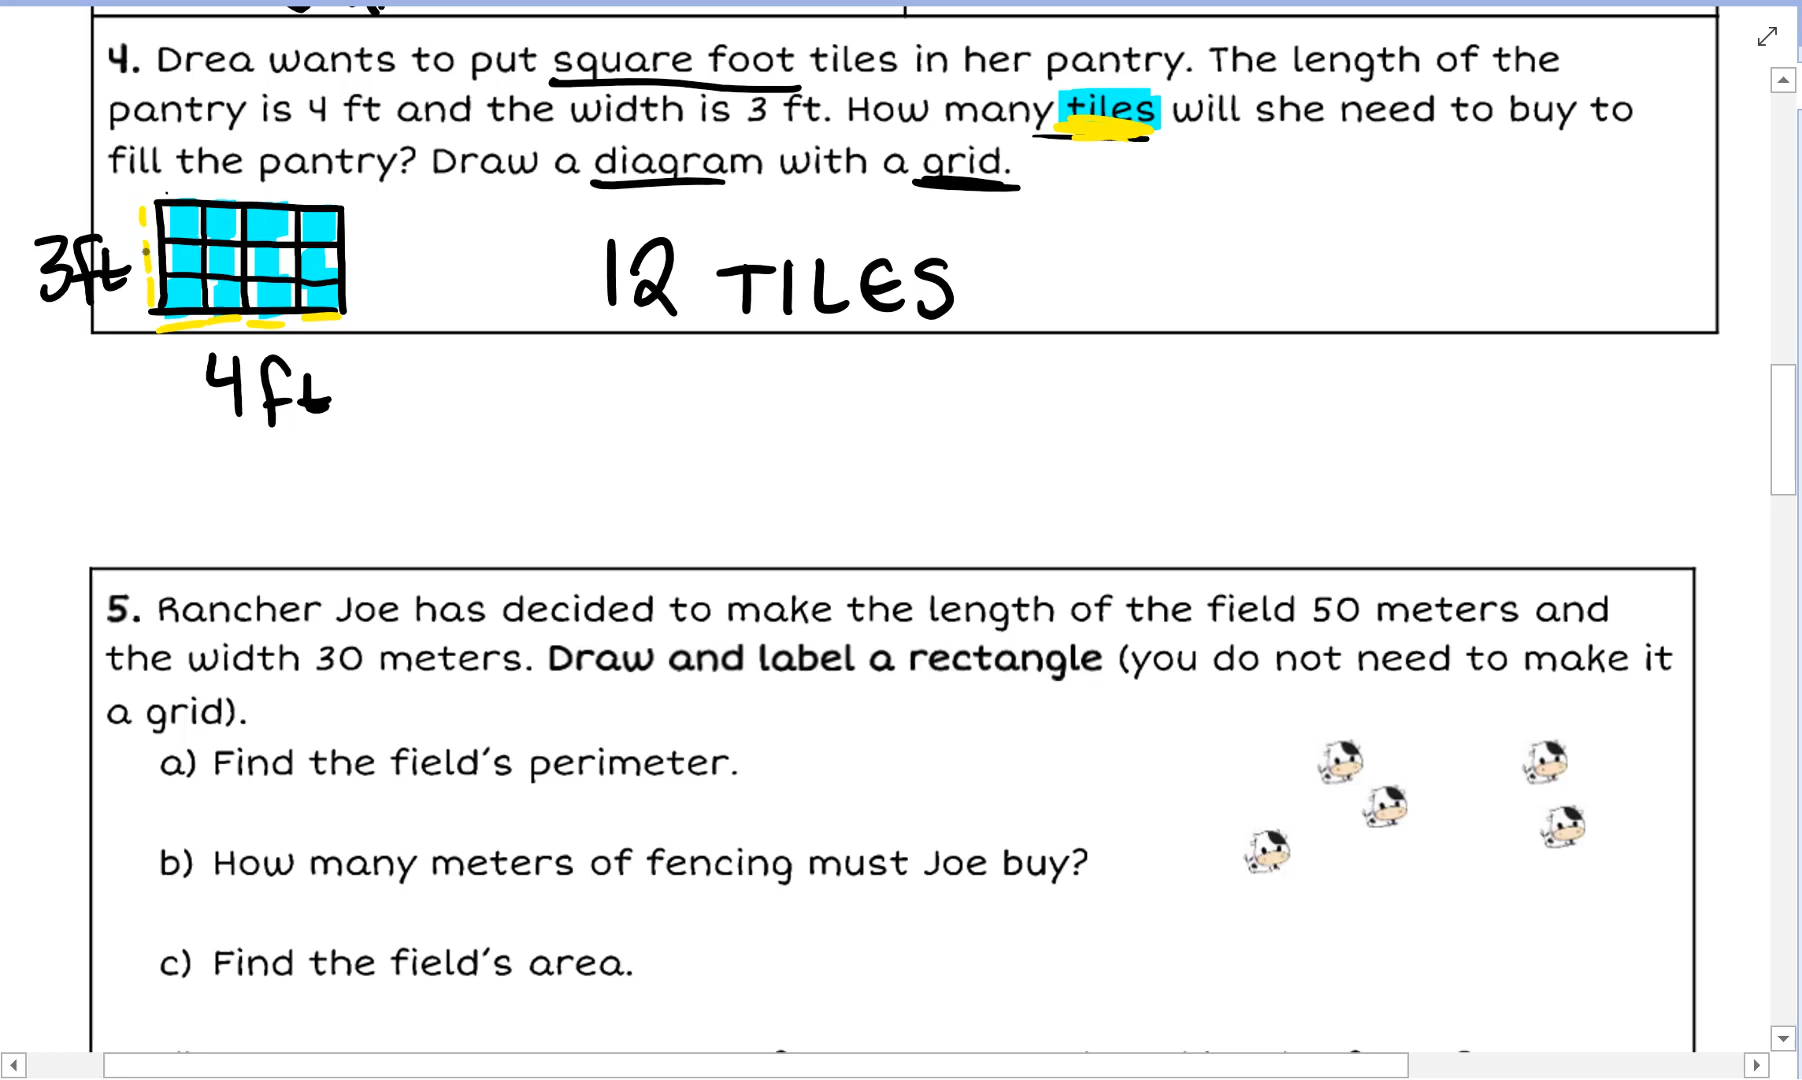 4. Drea wants to put square foot tiles in her pantry. The length of the
pantry is 4 ft and the width is 3 ft. How many tiles will she need to buy to
fill the pantry? Draw a diagram with a grid.
3ft
12 TILES
4ft
5. Rancher Joe has decided to make the length of the field 50 meters and
the width 30 meters. Draw and label a rectangle (you do not need to make it
a grid).
a) Find the field's perimeter.
b) How many meters of fencing must Joe buy?
c) Find the field's area.